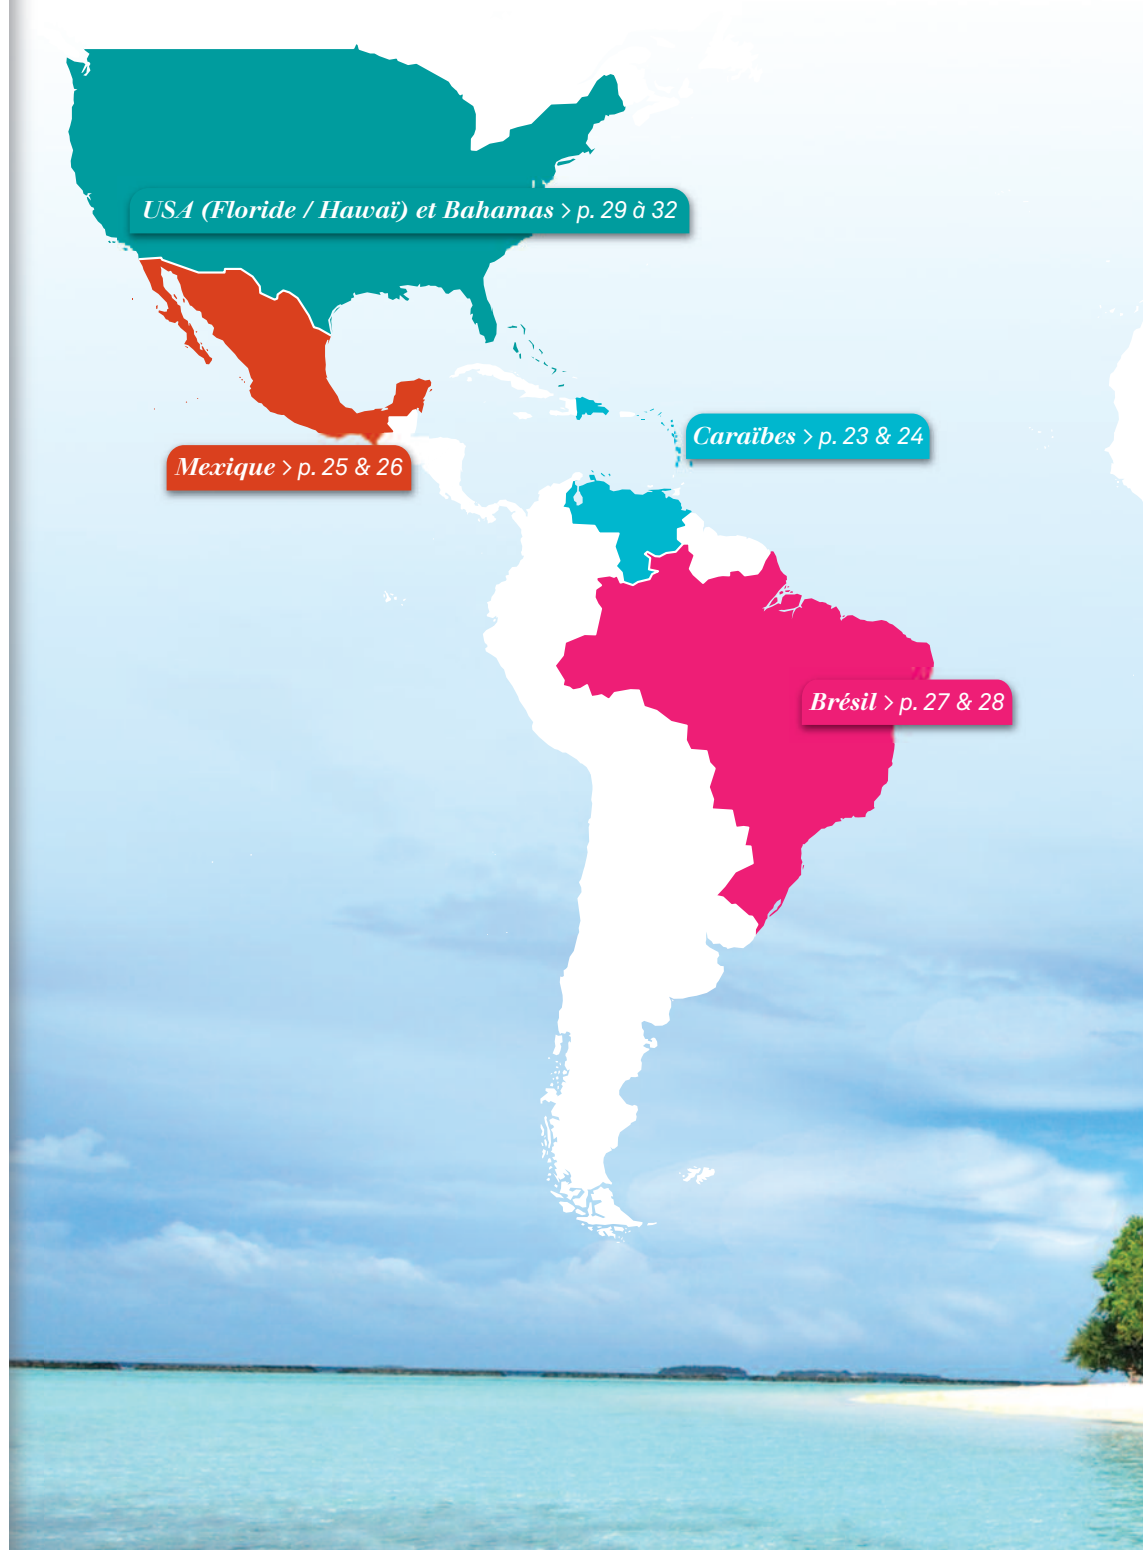 USA (Floride / Hawaï) et Bahamas > p. 29 à 32
Caraïbes > p. 23 & 24
Mexique > p. 25 & 26
Brésil > p. 27 & 28